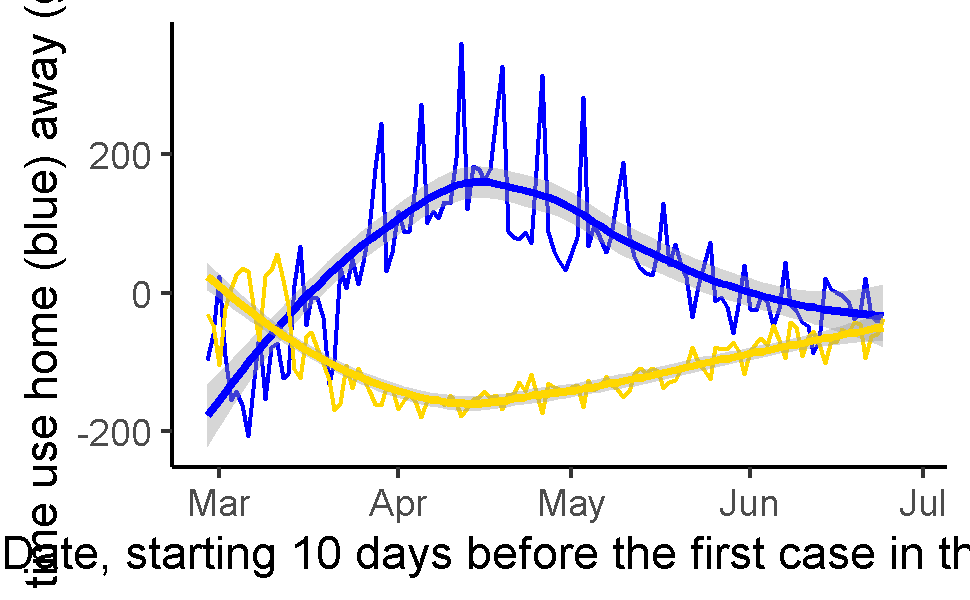 time use home (blue) away (
200
0
-200
Mar Apr May Jun Jul
Date, starting 10 days before the first case in th